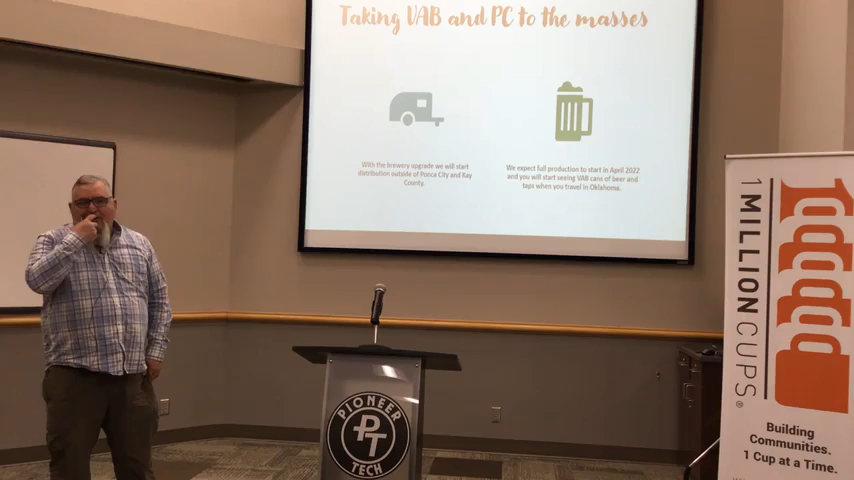 Taking VAB and PC to the masses
With the brewery upgrade we will start
distribution outside of Ponca City and Kay
County.
We expect full production to start in April 2022
and you will start seeing VAB cans of beer and
taps when you travel in Oklahoma.
PIONEER
PT
TECH
1 MILLION CUPS®
Building
Communities.
1 Cup at a Time.